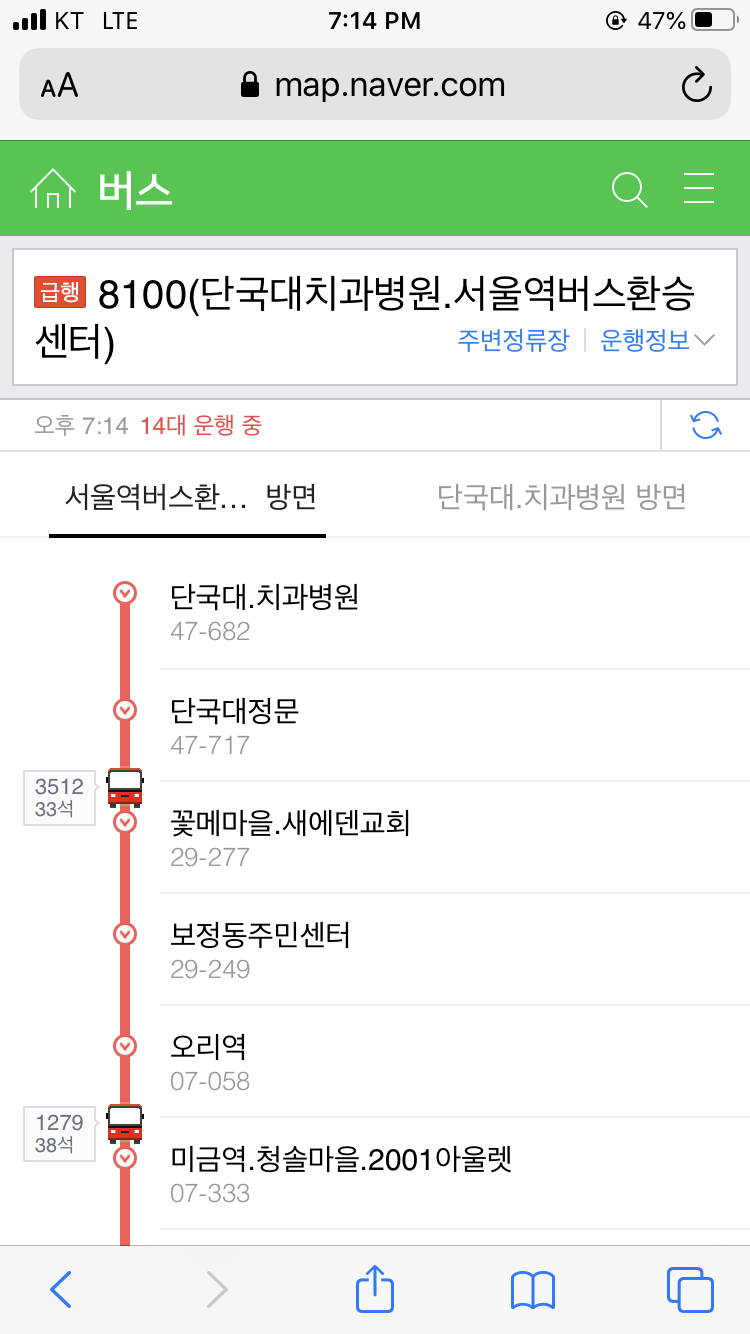 KT LTE 7:14 PM 47%
AA map.naver.com
버스
급행 8100(단국대치과병원.서울역버스환승
센터) 주변정류장 운행정보
오후 7:14 14대 운행 중
서울역버스환... 방면 단국대.치과병원 방면
단국대.치과병원
47-682
단국대정문
47-717
3512
33석
꽃메마을.새에덴교회
29-277
보정동주민센터
29-249
오리역
07-058
1279
38석
미금역.청솔마을.2001아울렛
07-333